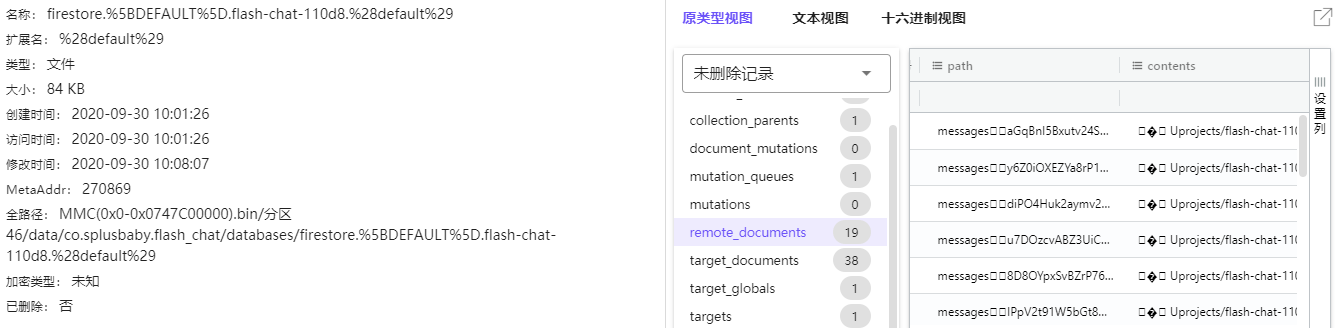 名称: firestore.%5BDEFAULT%5D.flash-chat-110d8.%28default%29
扩展名: %28default%29
类型: 文件
大小: 84 KB
创建时间: 2020-09-30 10:01:26
访问时间: 2020-09-30 10:01:26
修改时间: 2020-09-30 10:08:07
MetaAddr: 270869
全路径: MMC(0x0-0x0747C00000).bin/分区
46/data/co.splusbaby.flash_chat/databases/firestore.%5BDEFAULT%5D.flash-chat-
110d8.%28default%29
加密类型: 未知
已删除: 否
原类型视图 文本视图 十六进制视图
未删除记录
collection_parents 1
document_mutations 0
mutation_queues 1
mutations 0
remote_documents 19
target_documents 38
target_globals 1
targets 1
path contents
messages▯▯aGqBnI5Bxutv24S... ▯�▯ Uprojects/flash-chat-110
messages▯▯y6Z0iOXEZYa8rP1... ▯�▯ Uprojects/flash-chat-110
messages▯▯diPO4Huk2aymv2... ▯�▯ Uprojects/flash-chat-110
messages▯▯u7DOzcvABZ3UiC... ▯�▯ Uprojects/flash-chat-110
messages▯▯8D8OYpxSvBZrP76... ▯�▯ Uprojects/flash-chat-110
messages▯▯IPpV2t91W5bGt8... ▯�▯ Uprojects/flash-chat-110
设置列